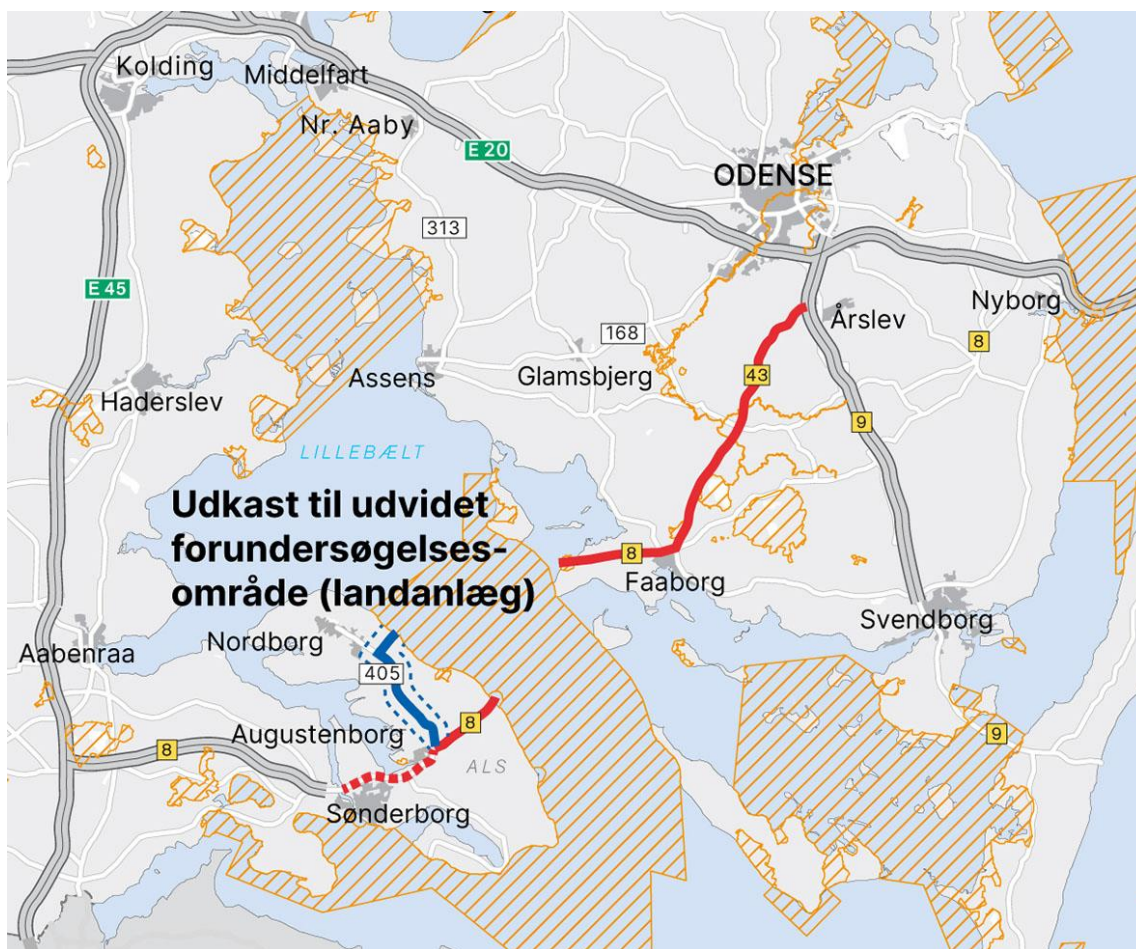 Kolding
Middelfart
Nr. Aaby
E 20
ODENSE
313
E 45
Nyborg
Årslev
168
8
Assens
Glamsbjerg
43
Haderslev
9
LILLEBÆLT
Udkast til udvidet
forundersøgelses-
område (landanlæg)
8
Faaborg
Svendborg
Nordborg
Aabenraa
405
8
Augustenborg
9
8
ALS
Sønderborg